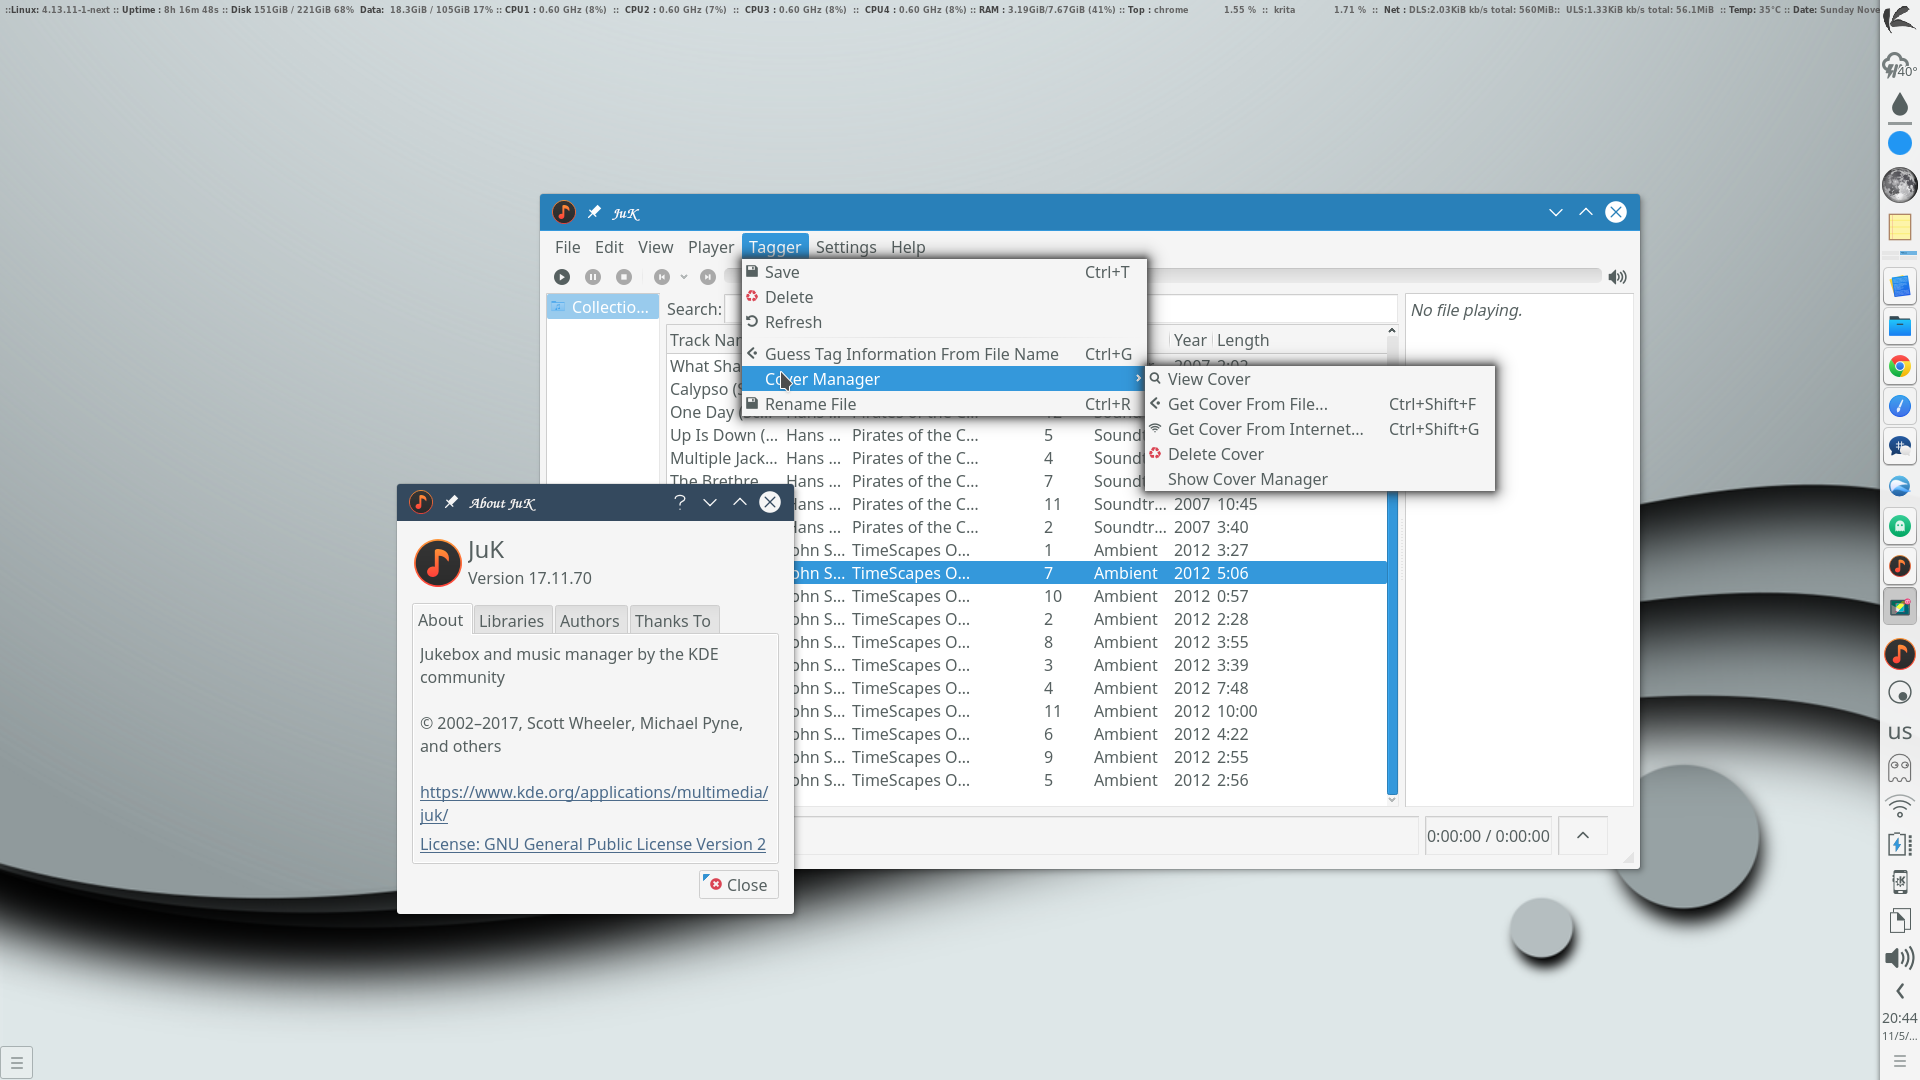 ::Linux: 4.13.11-1-next :: Uptime : 8h 16m 48s :: Disk 151GiB / 221GiB 68% Data: 18.3GiB / 105GiB 17% :: CPU1 : 0.60 GHz (8%) :: CPU2 : 0.60 GHz (7%) :: CPU3 : 0.60 GHz (8%) :: CPU4 : 0.60 GHz (8%) :: RAM : 3.19GiB/7.67GiB (41%) :: Top : chrome 1.55 % :: krita 1.71 % :: Net : DLS:2.03KiB kb/s total: 560MiB:: ULS:1.33KiB kb/s total: 56.1MiB :: Temp: 35°C :: Date: Sunday Nove
40°
JuK
File Edit View Player Tagger Settings Help
Save Ctrl+T
Delete
Refresh
Guess Tag Information From File Name Ctrl+G
Cover Manager
Rename File Ctrl+R
View Cover
Get Cover From File... Ctrl+Shift+F
Get Cover From Internet... Ctrl+Shift+G
Delete Cover
Show Cover Manager
Collectio...
Search:
No file playing.
Track Nar Year Length
What Sha
Calypso (S
One Day (
Up Is Down (... Hans ... Pirates of the C... 5 Soundt
Multiple Jack... Hans ... Pirates of the C... 4 Soundt
The Brethre Hans ... Pirates of the C... 7 Soundt
Hans ... Pirates of the C... 11 Soundtr... 2007 10:45
Hans ... Pirates of the C... 2 Soundtr... 2007 3:40
ohn S... TimeScapes O... 1 Ambient 2012 3:27
ohn S... TimeScapes O... 7 Ambient 2012 5:06
ohn S... TimeScapes O... 10 Ambient 2012 0:57
ohn S... TimeScapes O... 2 Ambient 2012 2:28
ohn S... TimeScapes O... 8 Ambient 2012 3:55
ohn S... TimeScapes O... 3 Ambient 2012 3:39
ohn S... TimeScapes O... 4 Ambient 2012 7:48
ohn S... TimeScapes O... 11 Ambient 2012 10:00
ohn S... TimeScapes O... 6 Ambient 2012 4:22
ohn S... TimeScapes O... 9 Ambient 2012 2:55
ohn S... TimeScapes O... 5 Ambient 2012 2:56
0:00:00 / 0:00:00
About JuK
JuK
Version 17.11.70
About Libraries Authors Thanks To
Jukebox and music manager by the KDE
community
© 2002–2017, Scott Wheeler, Michael Pyne,
and others
https://www.kde.org/applications/multimedia/
juk/
License: GNU General Public License Version 2
Close
us
20:44
11/5/...